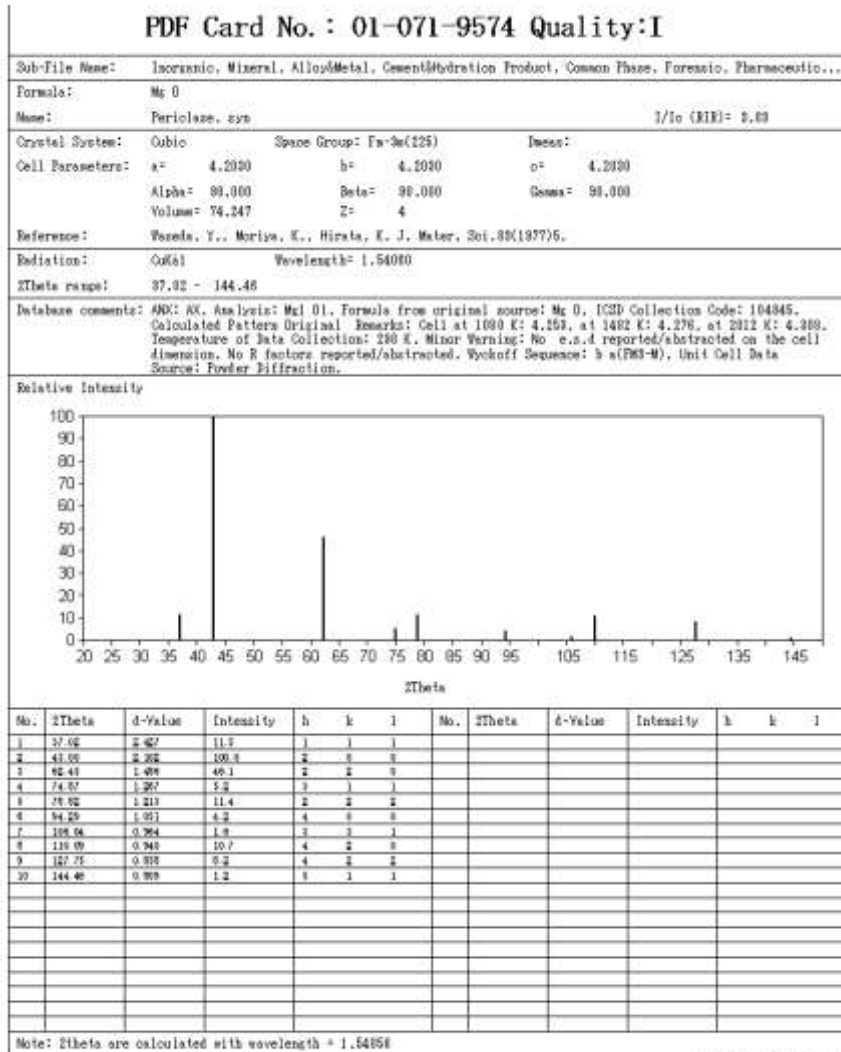 PDF Card No.: 01-071-9574 Quality:I
Sub-File Name: Inorganic, Mineral, Alloy&Metal, Cement&Hydration Product, Common Phase, Forensic, Pharmaceutic...
Formula: Mg O
Name: Periclase, syn I/Ic (RIR)=
Crystal System: Cubic Space Group: Fm-3m(225) Dmeas:
Cell Parameters: a= 4.2030 b= 4.2030 c= 4.2030
Alpha= 90.000 Beta= 90.000 Gamma= 90.000
Volume= 74.247 Z= 4
Reference: Waseda, Y., Moriya, K., Hirata, K. J. Mater. Sci.
Radiation: CuKα1 Wavelength= 1.54060
2Theta range: 37.02 - 144.46
Database comments: ANX: AX. Analysis: Mg1 O1. Formula from original source: Mg O. ICSD Collection Code: 104845.
Calculated Pattern Original Remarks: Cell at 1080 K: 4.253, at 1482 K: 4.276, at 2012 K:
Temperature of Data Collection: 298 K. Minor Warning: No e.s.d reported/abstracted on the cell
dimension. No R factors reported/abstracted. Wyckoff Sequence: b a(FM3-M). Unit Cell Data
Source: Powder Diffraction.
Relative Intensity
100
90
80
70
60
50
40
30
20
10
0
20 25 30 35 40 45 50 55 60 65 70 75 80 85 90 95 105 115 125 135 145
2Theta
No. 2Theta d-Value Intensity h k l No. 2Theta d-Value Intensity h k l
1 37.02 2.427 1 1 1
2 43.00 2.102 100.0 2 0 0
3 62.43 1.486 46.1 2 2 0
4 74.87 1.267 5.2 3 1 1
5 78.82 1.213 11.4 2 2 2
6 94.29 1.051 4.2 4 0 0
7 106.04 0.964 1.8 3 3 1
8 110.09 0.940 10.7 4 2 0
9 127.75 0.858 8.2 4 2 2
10 144.46 0.809 1.2 5 1 1
Note: 2theta are calculated with wavelength =